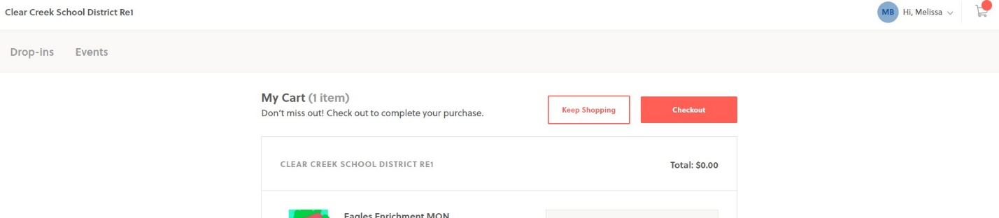 Clear Creek School District Re1
MB Hi, Melissa
Drop-ins Events
My Cart (1 item)
Don't miss out! Check out to complete your purchase.
Keep Shopping Checkout
CLEAR CREEK SCHOOL DISTRICT RE1
Total: $0.00
Eagles Enrichment MON